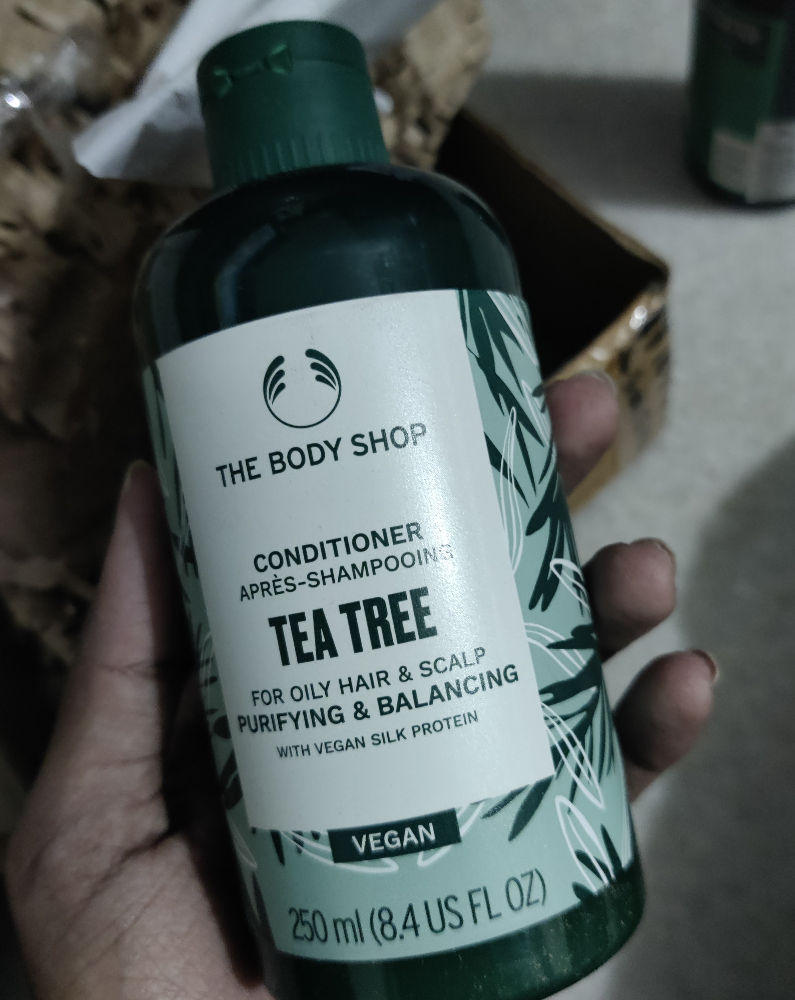 THE BODY SHOP
CONDITIONER
APRÈS-SHAMPOOING
TEA TREE
FOR OILY HAIR & SCALP
PURIFYING & BALANCING
WITH VEGAN SILK PROTEIN
VEGAN
250 ml (8.4 US FL OZ)